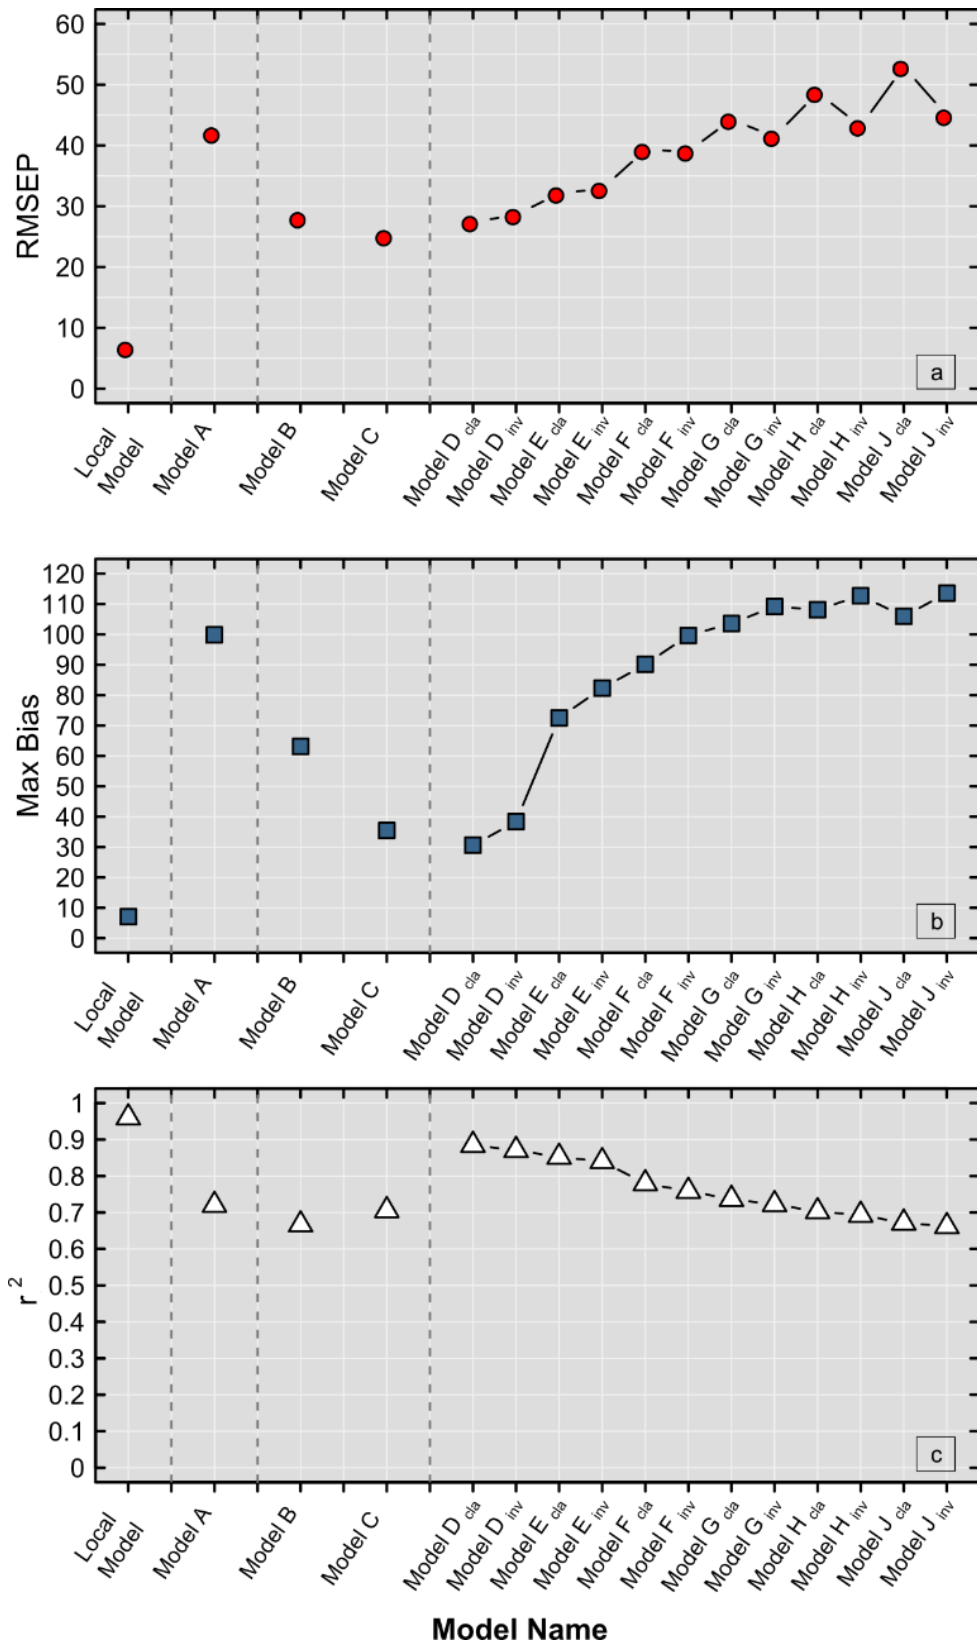 60
50
40
30
20
10
0
RMSEP
a
Local
Model
Model A
Model B
Model C
Model D cla
Model D inv
Model E cla
Model E inv
Model F cla
Model F inv
Model G cla
Model G inv
Model H cla
Model H inv
Model J cla
Model J inv
120
110
100
90
80
70
60
50
40
30
20
10
0
Max Bias
b
Local
Model
Model A
Model B
Model C
Model D cla
Model D inv
Model E cla
Model E inv
Model F cla
Model F inv
Model G cla
Model G inv
Model H cla
Model H inv
Model J cla
Model J inv
1
0.9
0.8
0.7
0.6
0.5
0.4
0.3
0.2
0.1
0
r 2
c
Local
Model
Model A
Model B
Model C
Model D cla
Model D inv
Model E cla
Model E inv
Model F cla
Model F inv
Model G cla
Model G inv
Model H cla
Model H inv
Model J cla
Model J inv
Model Name